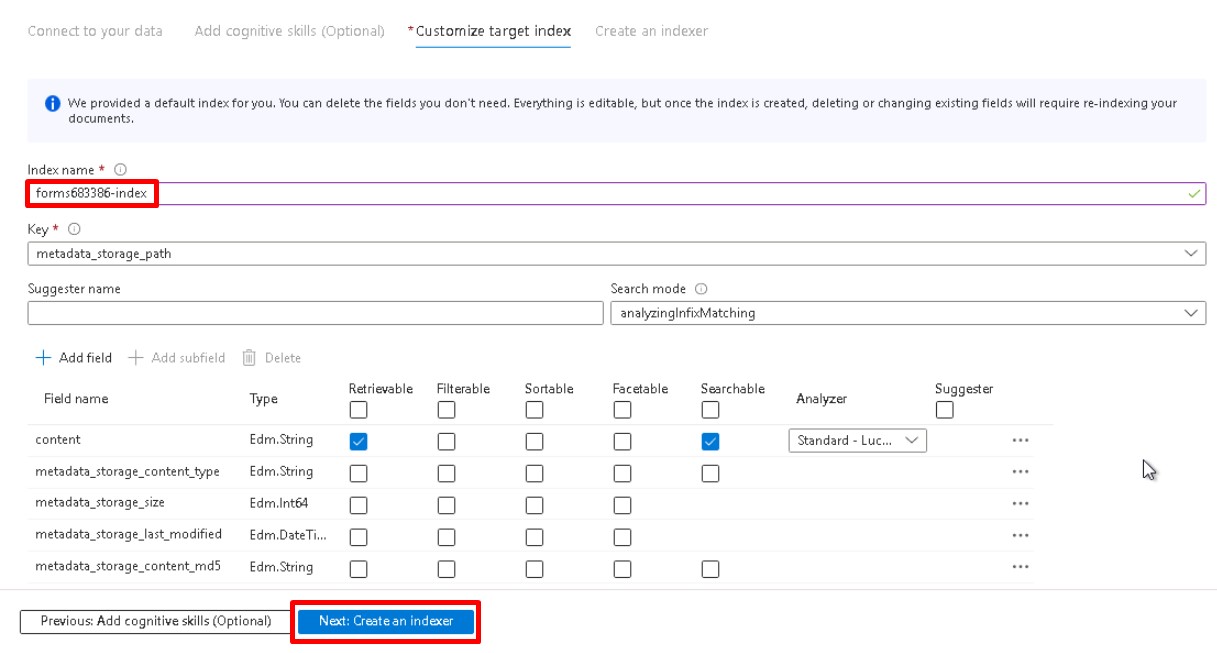 Connect to your data Add cognitive skills (Optional) * Customize target index Create an indexer
We provided a default index for you. You can delete the fields you don't need. Everything is editable, but once the index is created, deleting or changing existing fields will require re-indexing your
documents.
Index name *
forms683386-index
Key *
metadata_storage_path
Suggester name Search mode
analyzingInfixMatching
Add field Add subfield Delete
Field name Type Retrievable Filterable Sortable Facetable Searchable Analyzer Suggester
content Edm.String Standard - Luc...
metadata_storage_content_type Edm.String
metadata_storage_size Edm.Int64
metadata_storage_last_modified Edm.DateTi...
metadata_storage_content_md5 Edm.String
Previous: Add cognitive skills (Optional) Next: Create an indexer